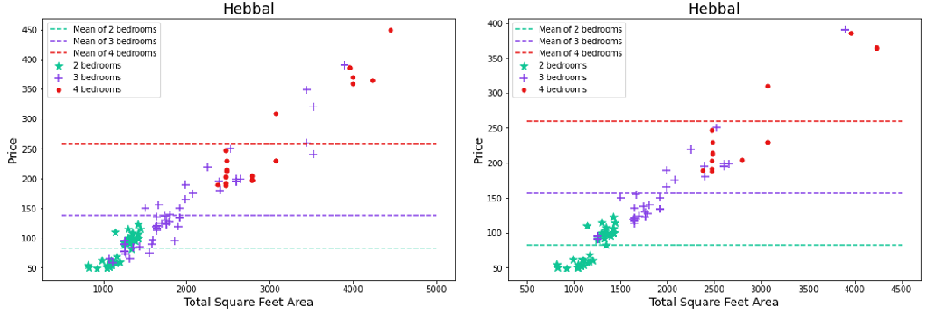 Hebbal
450
400
350
300
250
200
150
100
50
Price
Mean of 2 bedrooms
Mean of 3 bedrooms
Mean of 4 bedrooms
2 bedrooms
3 bedrooms
4 bedrooms
1000 2000 3000 4000 5000
Total Square Feet Area
Hebbal
400
350
300
250
200
150
100
50
Price
Mean of 2 bedrooms
Mean of 3 bedrooms
Mean of 4 bedrooms
2 bedrooms
3 bedrooms
4 bedrooms
500 1000 1500 2000 2500 3000 3500 4000 4500
Total Square Feet Area